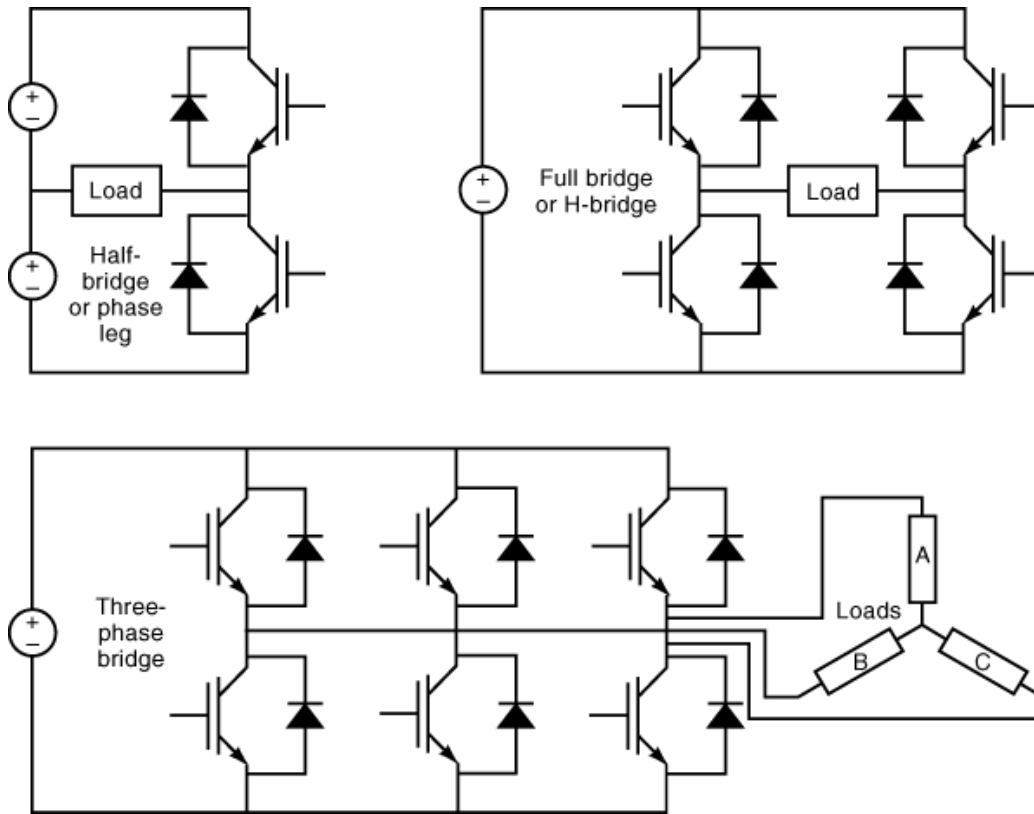 +
−
Load
+
−
Half-
bridge
or phase
leg
+
−
Full bridge
or H-bridge
Load
+
−
Three-
phase
bridge
Loads
A
B
C